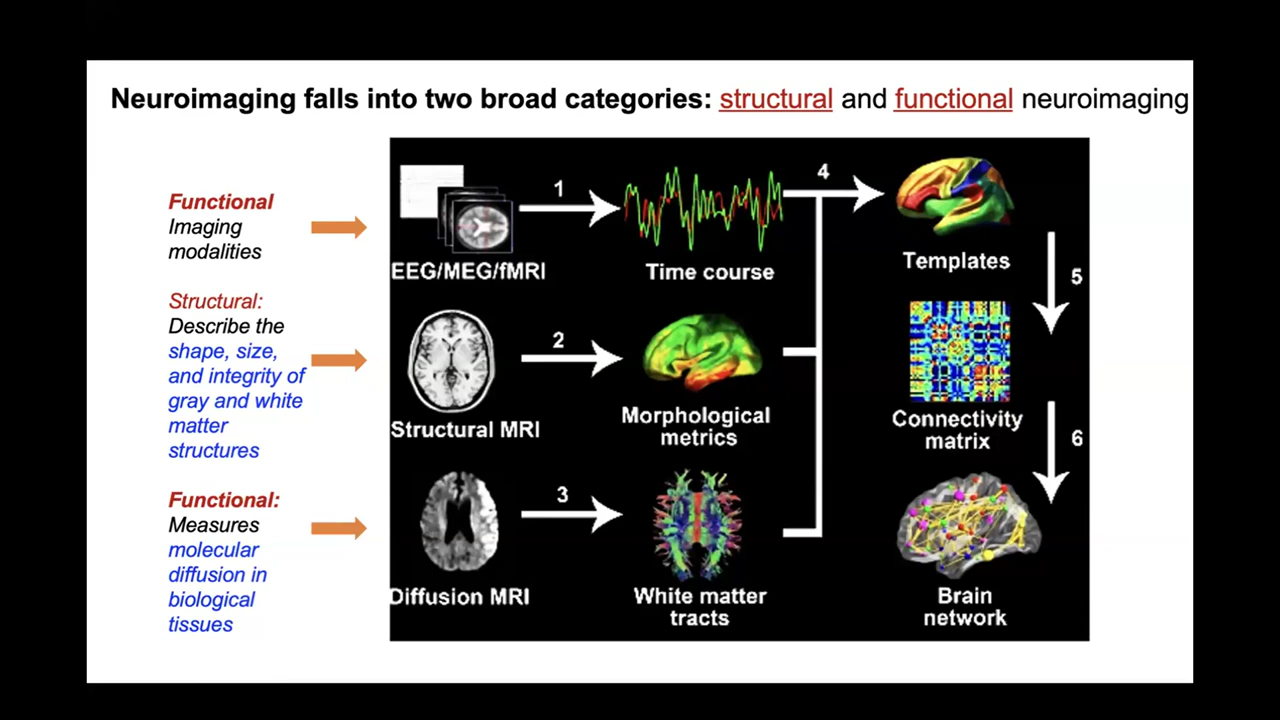 Neuroimaging falls into two broad categories: structural and functional neuroimaging
Functional
Imaging
modalities
Structural:
Describe the
shape, size,
and integrity of
gray and white
matter
structures
Functional:
Measures
molecular
diffusion in
biological
tissues
EEG/MEG/fMRI
1
Time course
4
Templates
5
Structural MRI
2
Morphological
metrics
Connectivity
matrix
6
Diffusion MRI
3
White matter
tracts
Brain
network